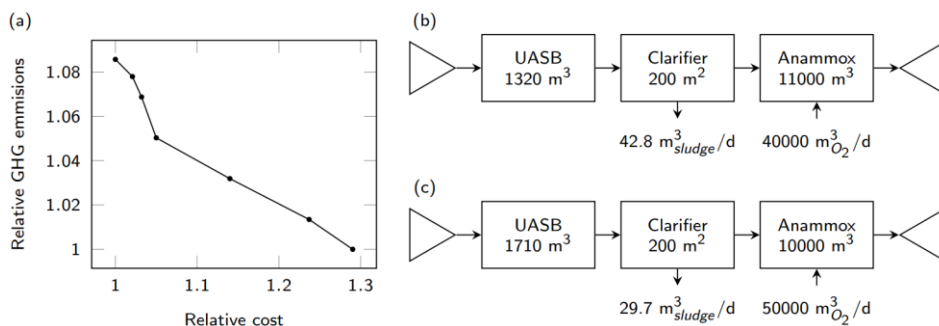 (a)
Relative GHG emmisions
1.08
1.06
1.04
1.02
1
1
1.1
1.2
1.3
Relative cost
(b)
UASB
1320 m³
Clarifier
200 m²
Anammox
11000 m³
42.8 m³sludge/d
40000 m³O₂/d
(c)
UASB
1710 m³
Clarifier
200 m²
Anammox
10000 m³
29.7 m³sludge/d
50000 m³O₂/d